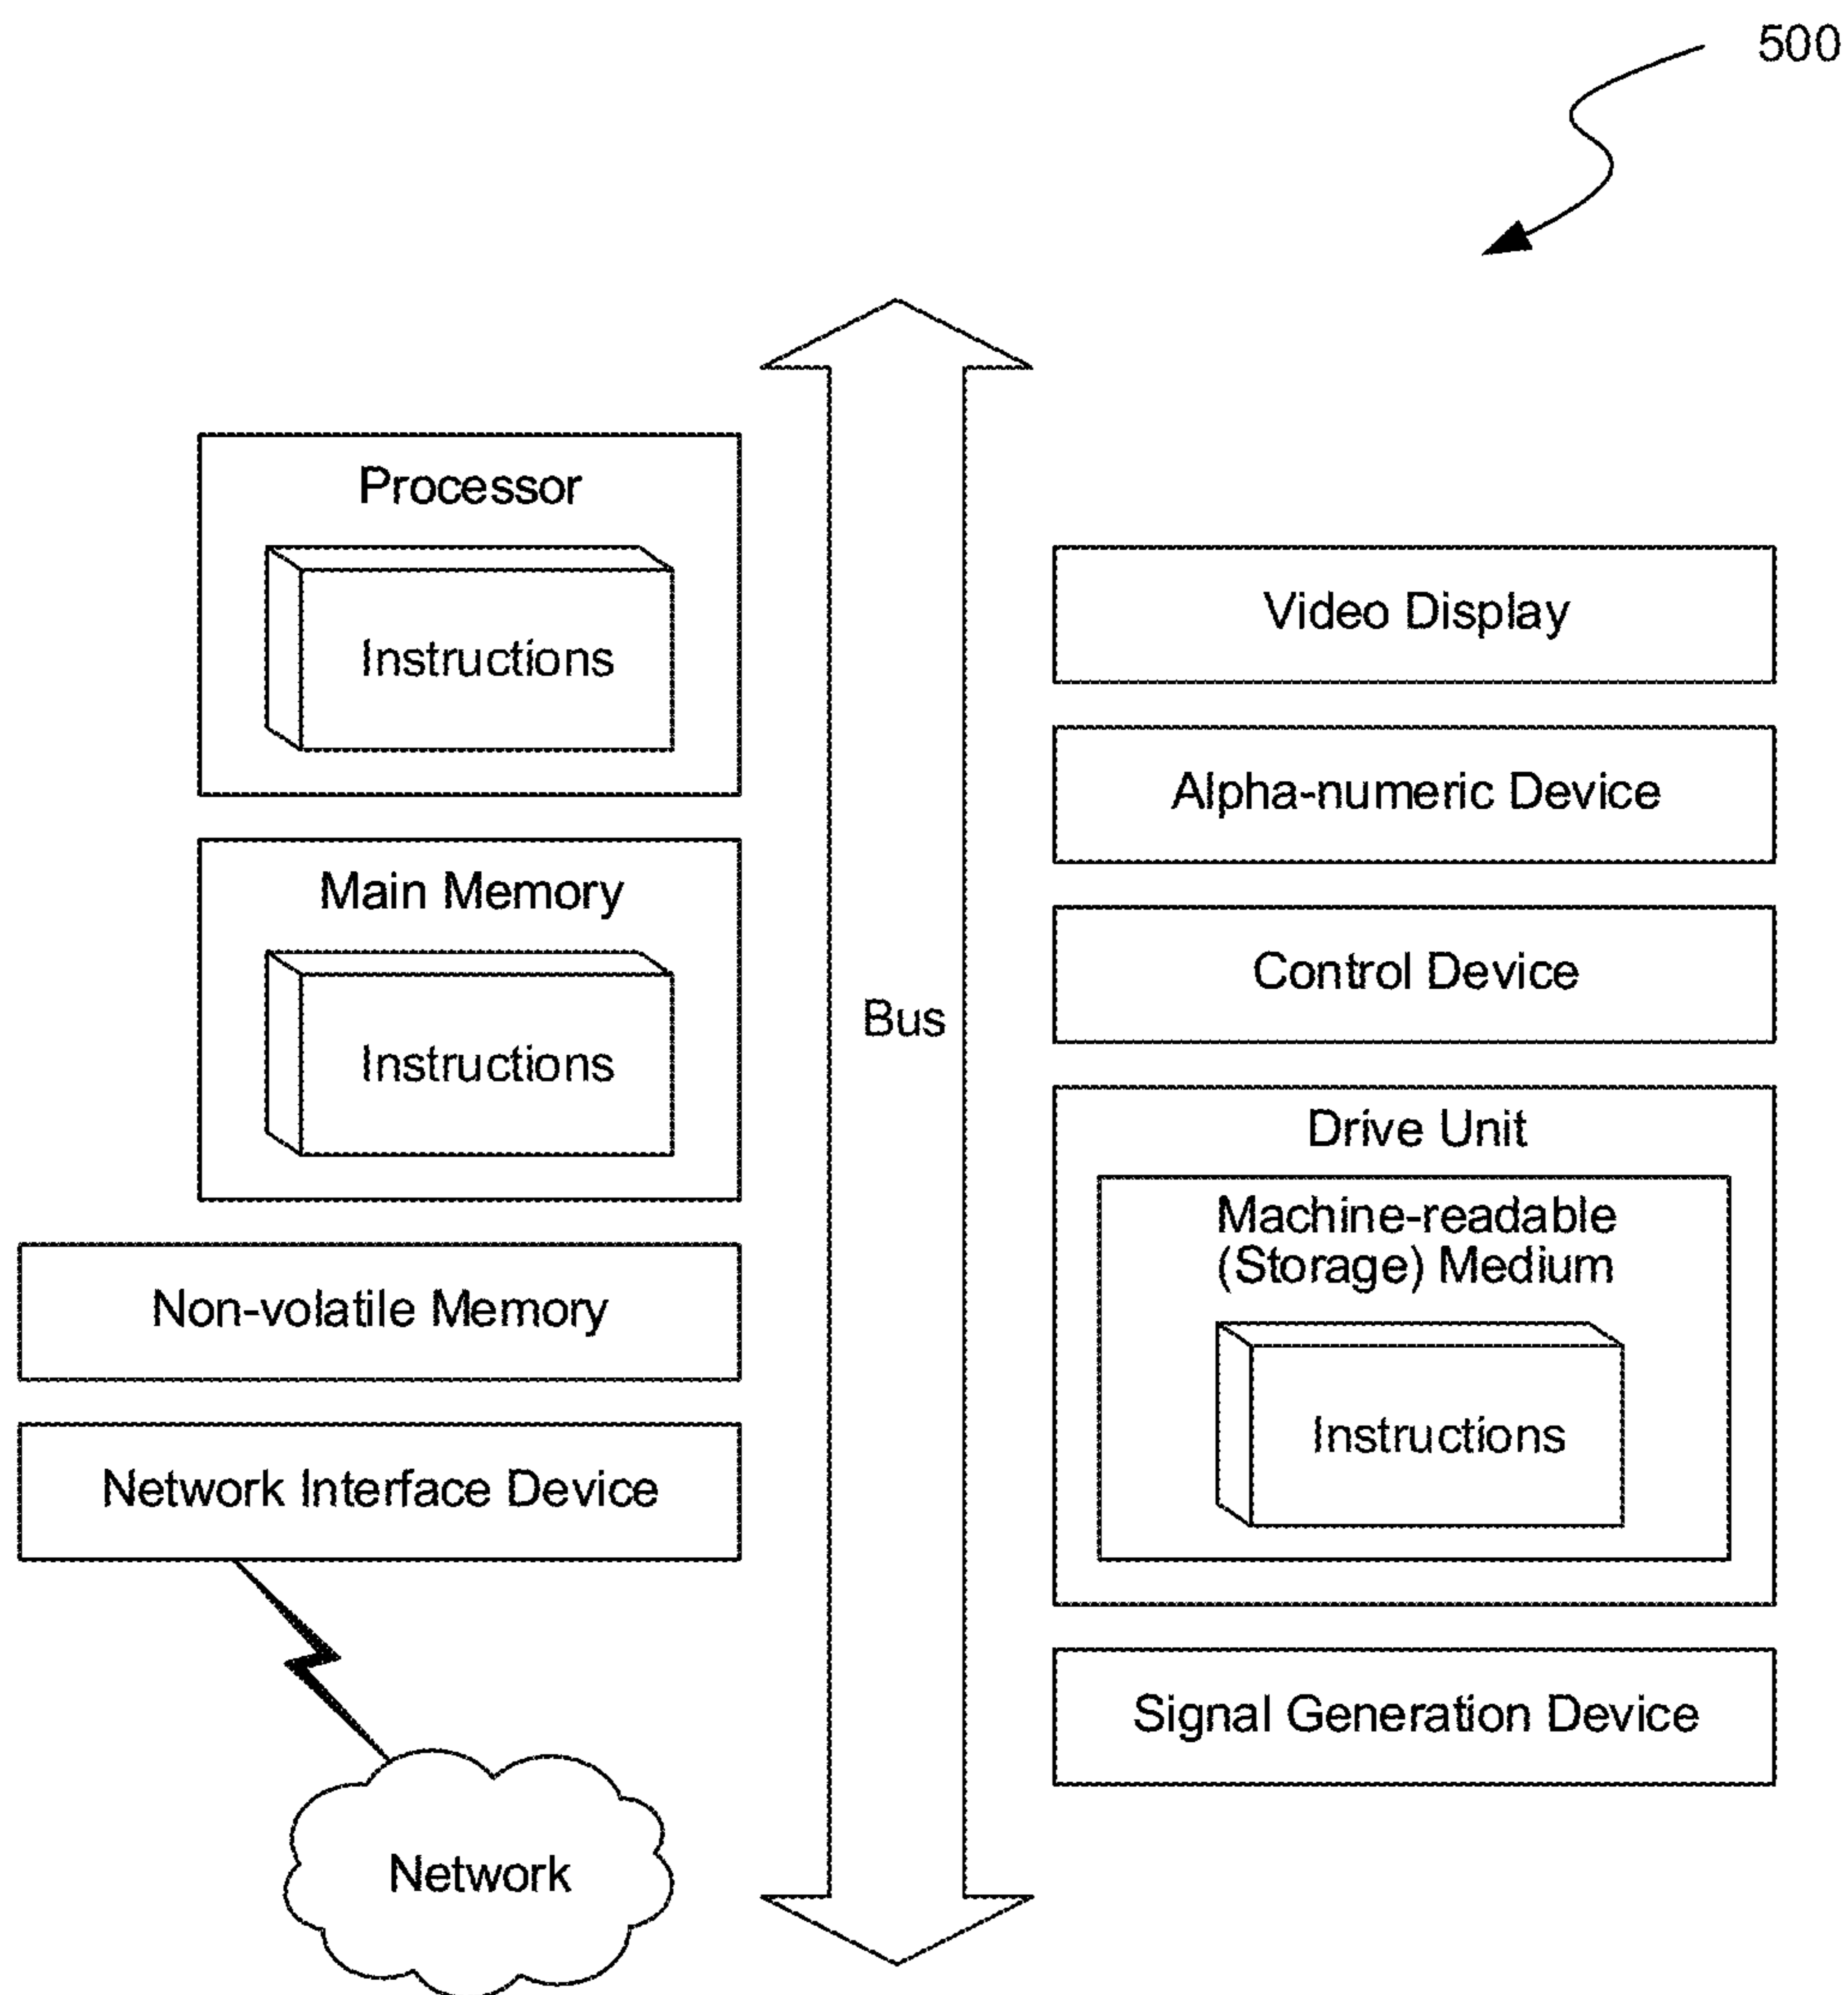 500
Processor
Instructions
Main Memory
Instructions
Non-volatile Memory
Network Interface Device
Network
Bus
Video Display
Alpha-numeric Device
Control Device
Drive Unit
Machine-readable
(Storage) Medium
Instructions
Signal Generation Device